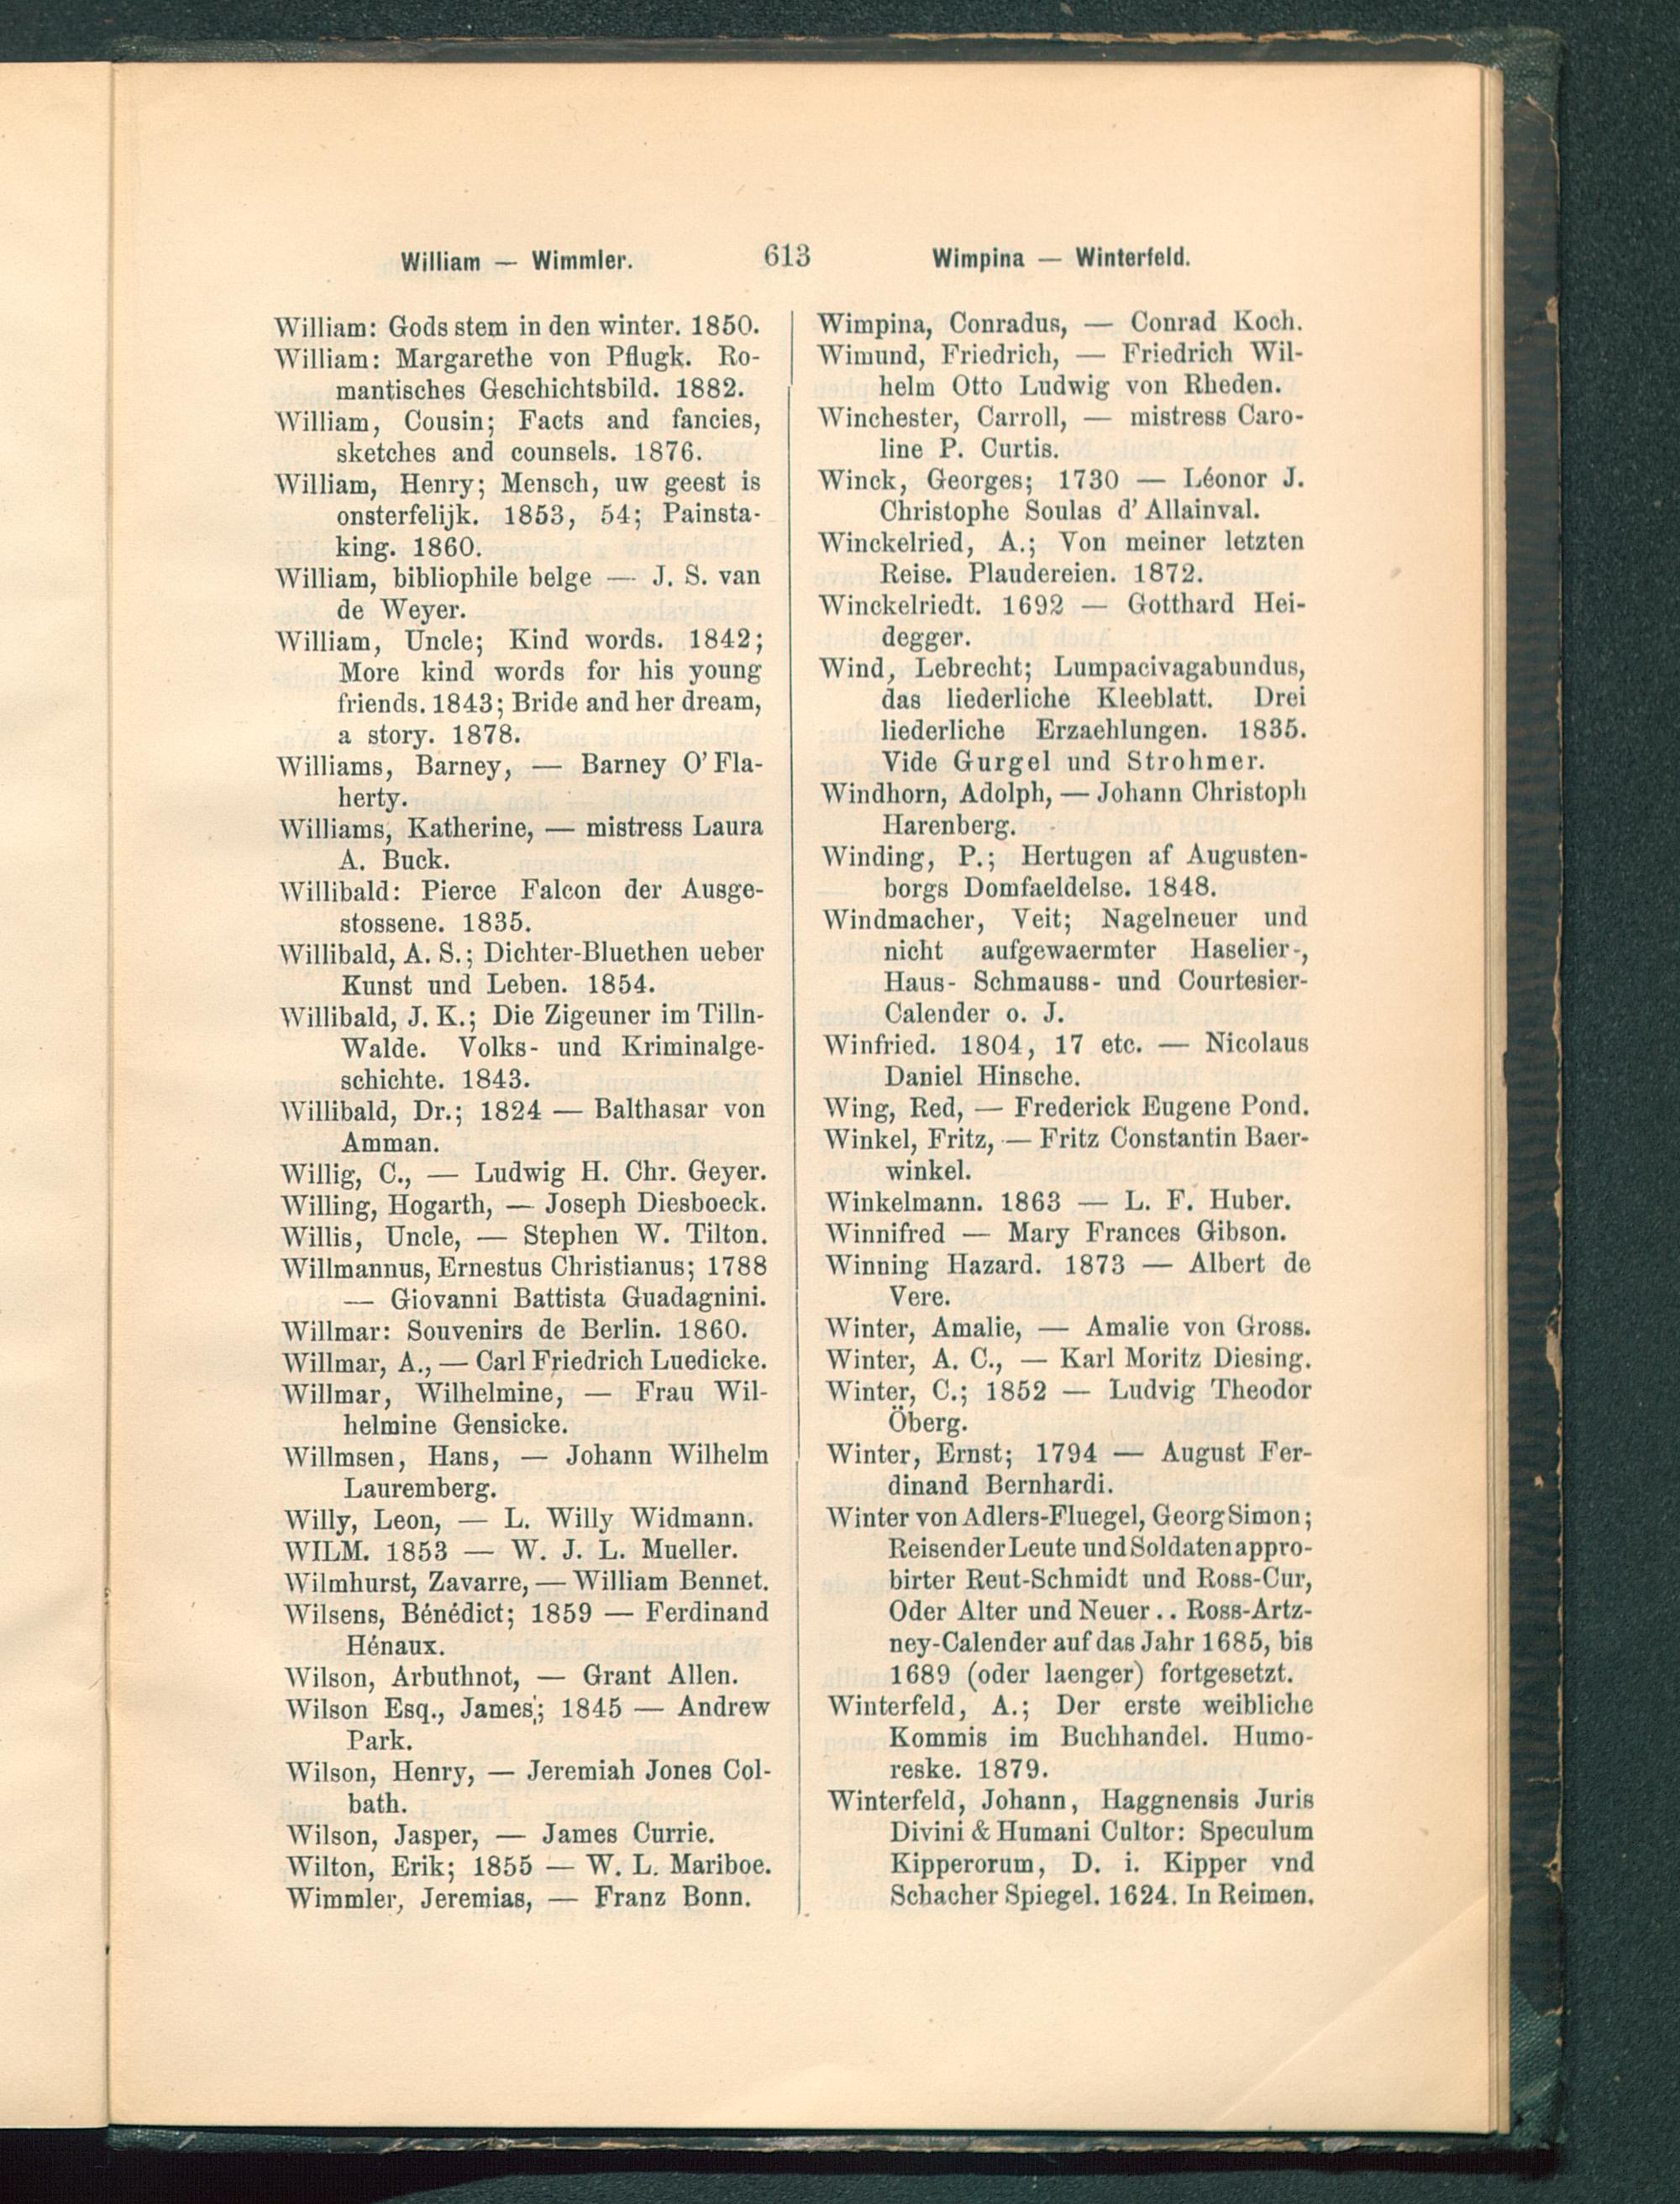 William — Wimmler.
613
Wimpina — Winterfeld.
William: Gods stem in den winter. 1850.
William: Margarethe von Pflugk. Ro-
mantisches Geschichtsbild. 1882.
William, Cousin; Facts and fancies,
sketches and counsels. 1876.
William, Henry; Mensch, uw geest is
onsterfelijk. 1853, 54; Painsta-
king. 1860.
William, bibliophile belge — J. S. van
de Weyer.
William, Uncle; Kind words. 1842;
More kind words for his young
friends. 1843; Bride and her dream,
a story. 1878.
Williams, Barney, — Barney O' Fla-
herty.
Williams, Katherine, — mistress Laura
A. Buck.
Willibald: Pierce Falcon der Ausge-
stossene. 1835.
Willibald, A. S.; Dichter-Bluethen ueber
Kunst und Leben. 1854.
Willibald, J. K.; Die Zigeuner im Tilln-
Walde. Volks- und Kriminalge-
schichte. 1843.
Willibald, Dr.; 1824 — Balthasar von
Amman.
Willig, C., — Ludwig H. Chr. Geyer.
Willing, Hogarth, — Joseph Diesboeck.
Willis, Uncle, — Stephen W. Tilton.
Willmannus, Ernestus Christianus; 1788
— Giovanni Battista Guadagnini.
Willmar: Souvenirs de Berlin. 1860.
Willmar, A., — Carl Friedrich Luedicke.
Willmar, Wilhelmine, — Frau Wil-
helmine Gensicke.
Willmsen, Hans, — Johann Wilhelm
Lauremberg.
Willy, Leon, — L. Willy Widmann.
WILM. 1853 — W. J. L. Mueller.
Wilmhurst, Zavarre, — William Bennet.
Wilsens, Bénédict; 1859 — Ferdinand
Hénaux.
Wilson, Arbuthnot, — Grant Allen.
Wilson Esq., James; 1845 — Andrew
Park.
Wilson, Henry, — Jeremiah Jones Col-
bath.
Wilson, Jasper, — James Currie.
Wilton, Erik; 1855 — W. L. Mariboe.
Wimmler, Jeremias, — Franz Bonn.
Wimpina, Conradus, — Conrad Koch.
Wimund, Friedrich, — Friedrich Wil-
helm Otto Ludwig von Rheden.
Winchester, Carroll, — mistress Caro-
line P. Curtis.
Winck, Georges; 1730 — Léonor J.
Christophe Soulas d' Allainval.
Winckelried, A.; Von meiner letzten
Reise. Plaudereien. 1872.
Winckelriedt. 1692 — Gotthard Hei-
degger.
Wind, Lebrecht; Lumpacivagabundus,
das liederliche Kleeblatt. Drei
liederliche Erzaehlungen. 1835.
Vide Gurgel und Strohmer.
Windhorn, Adolph, — Johann Christoph
Harenberg.
Winding, P.; Hertugen af Augusten-
borgs Domfaeldelse. 1848.
Windmacher, Veit; Nagelneuer und
nicht aufgewaermter Haselier-,
Haus- Schmauss- und Courtesier-
Calender o. J.
Winfried. 1804, 17 etc. — Nicolaus
Daniel Hinsche.
Wing, Red, — Frederick Eugene Pond.
Winkel, Fritz, — Fritz Constantin Baer-
winkel.
Winkelmann. 1863 — L. F. Huber.
Winnifred — Mary Frances Gibson.
Winning Hazard. 1873 — Albert de
Vere.
Winter, Amalie, — Amalie von Gross.
Winter, A. C., — Karl Moritz Diesing.
Winter, C.; 1852 — Ludvig Theodor
Öberg.
Winter, Ernst; 1794 — August Fer-
dinand Bernhardi.
Winter von Adlers-Fluegel, Georg Simon;
Reisender Leute und Soldaten appro-
birter Reut-Schmidt und Ross-Cur,
Oder Alter und Neuer . . Ross-Artz-
ney-Calender auf das Jahr 1685, bis
1689 (oder laenger) fortgesetzt.
Winterfeld, A.; Der erste weibliche
Kommis im Buchhandel. Humo-
reske. 1879.
Winterfeld, Johann, Haggnensis Juris
Divini & Humani Cultor: Speculum
Kipperorum, D. i. Kipper vnd
Schacher Spiegel. 1624. In Reimen.